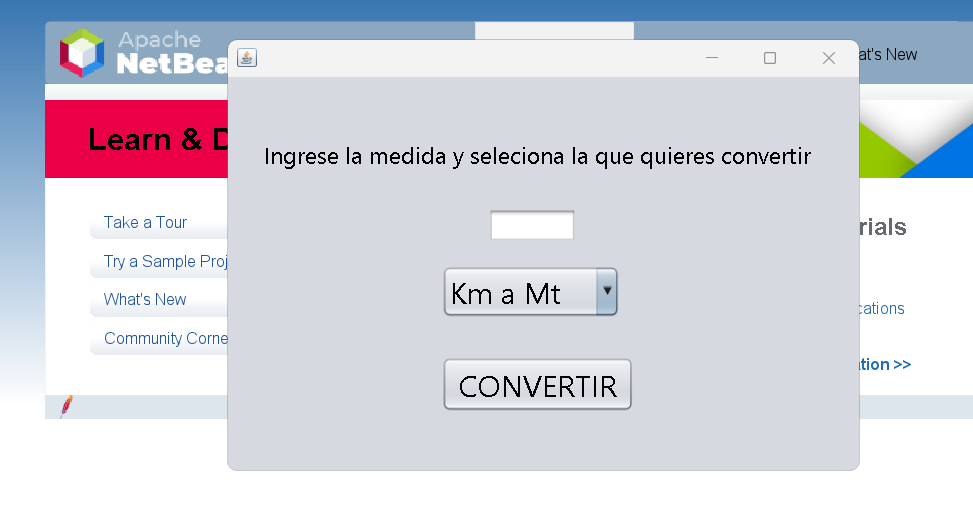 Apache
NetBea
at's New
Learn & D
Ingrese la medida y seleciona la que quieres convertir
Take a Tour
rials
Try a Sample Proj
Km a Mt
What's New
cations
Community Corne
CONVERTIR
ation >>